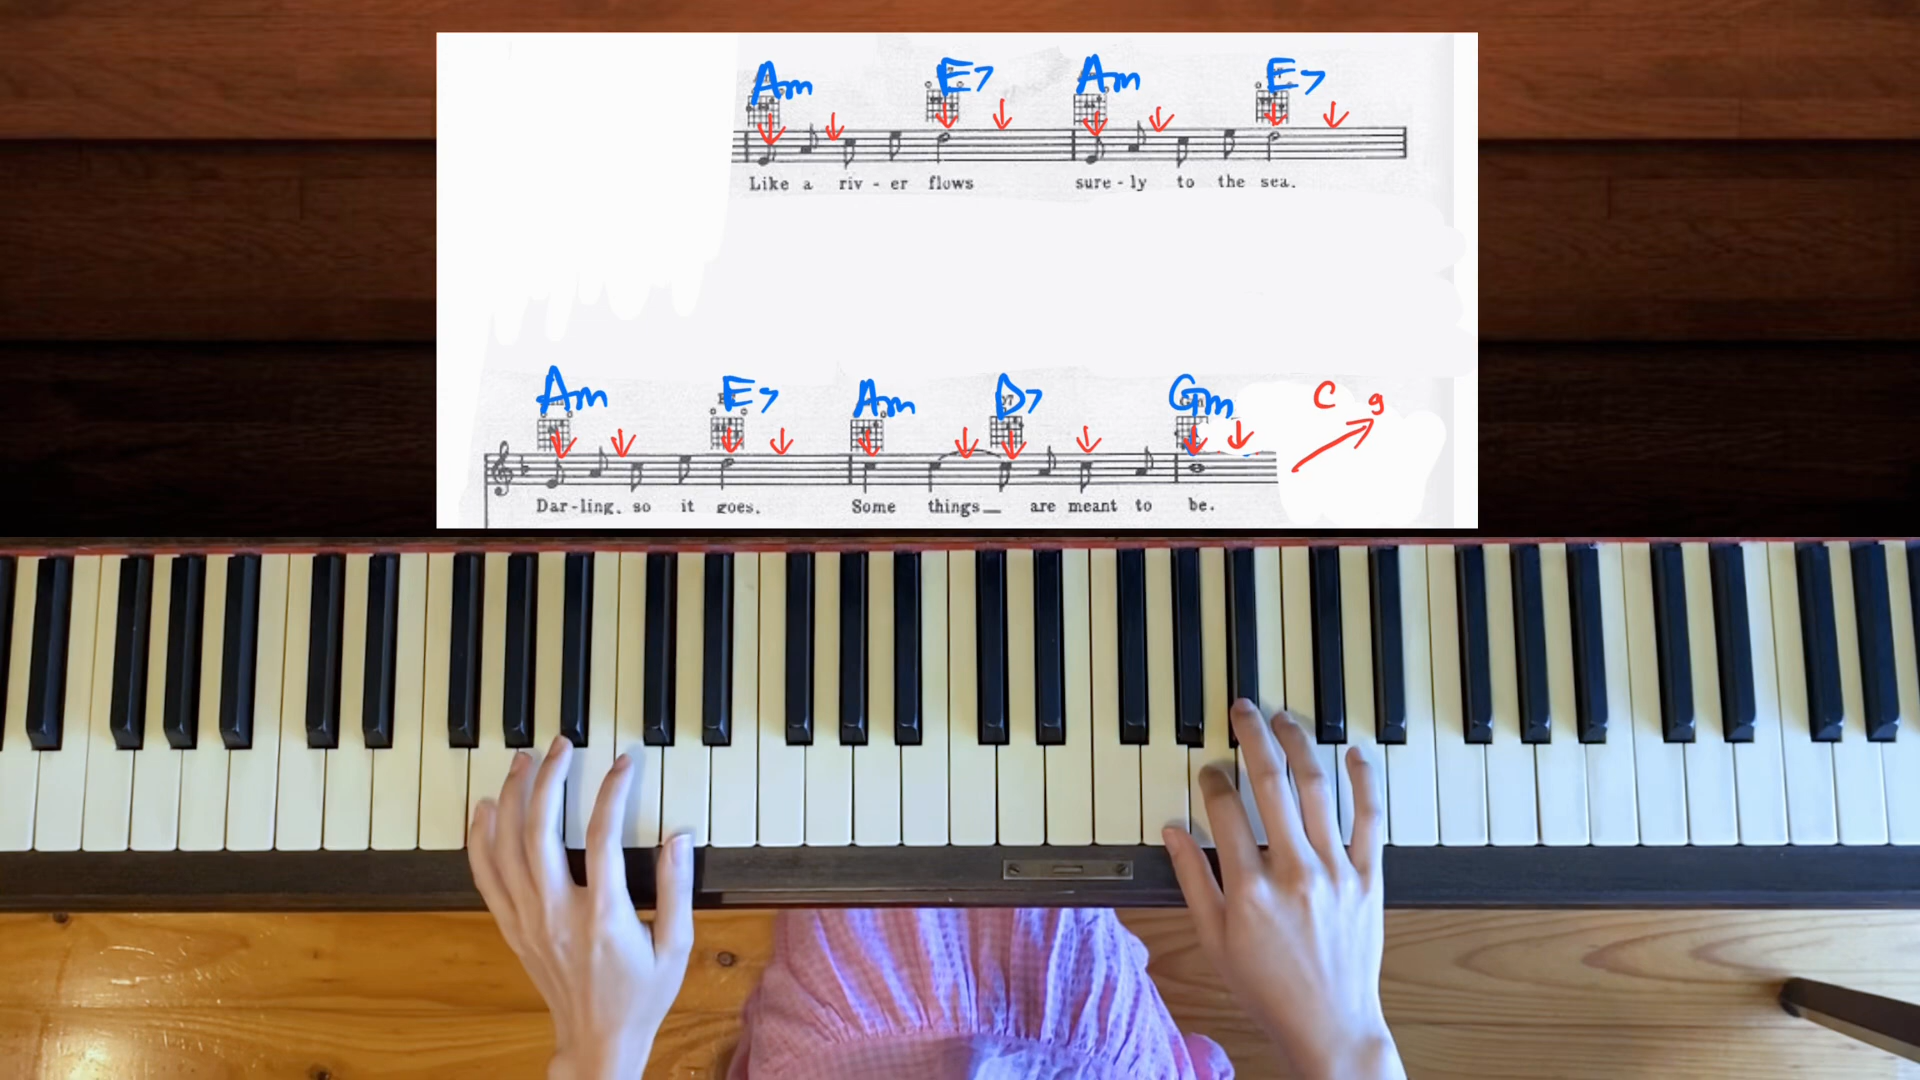 Am E7 Am E7
Like a riv - er flows sure - ly to the sea.
Am E7 Am D7 Gm C g
Dar - ling, so it goes. Some things__ are meant to be.